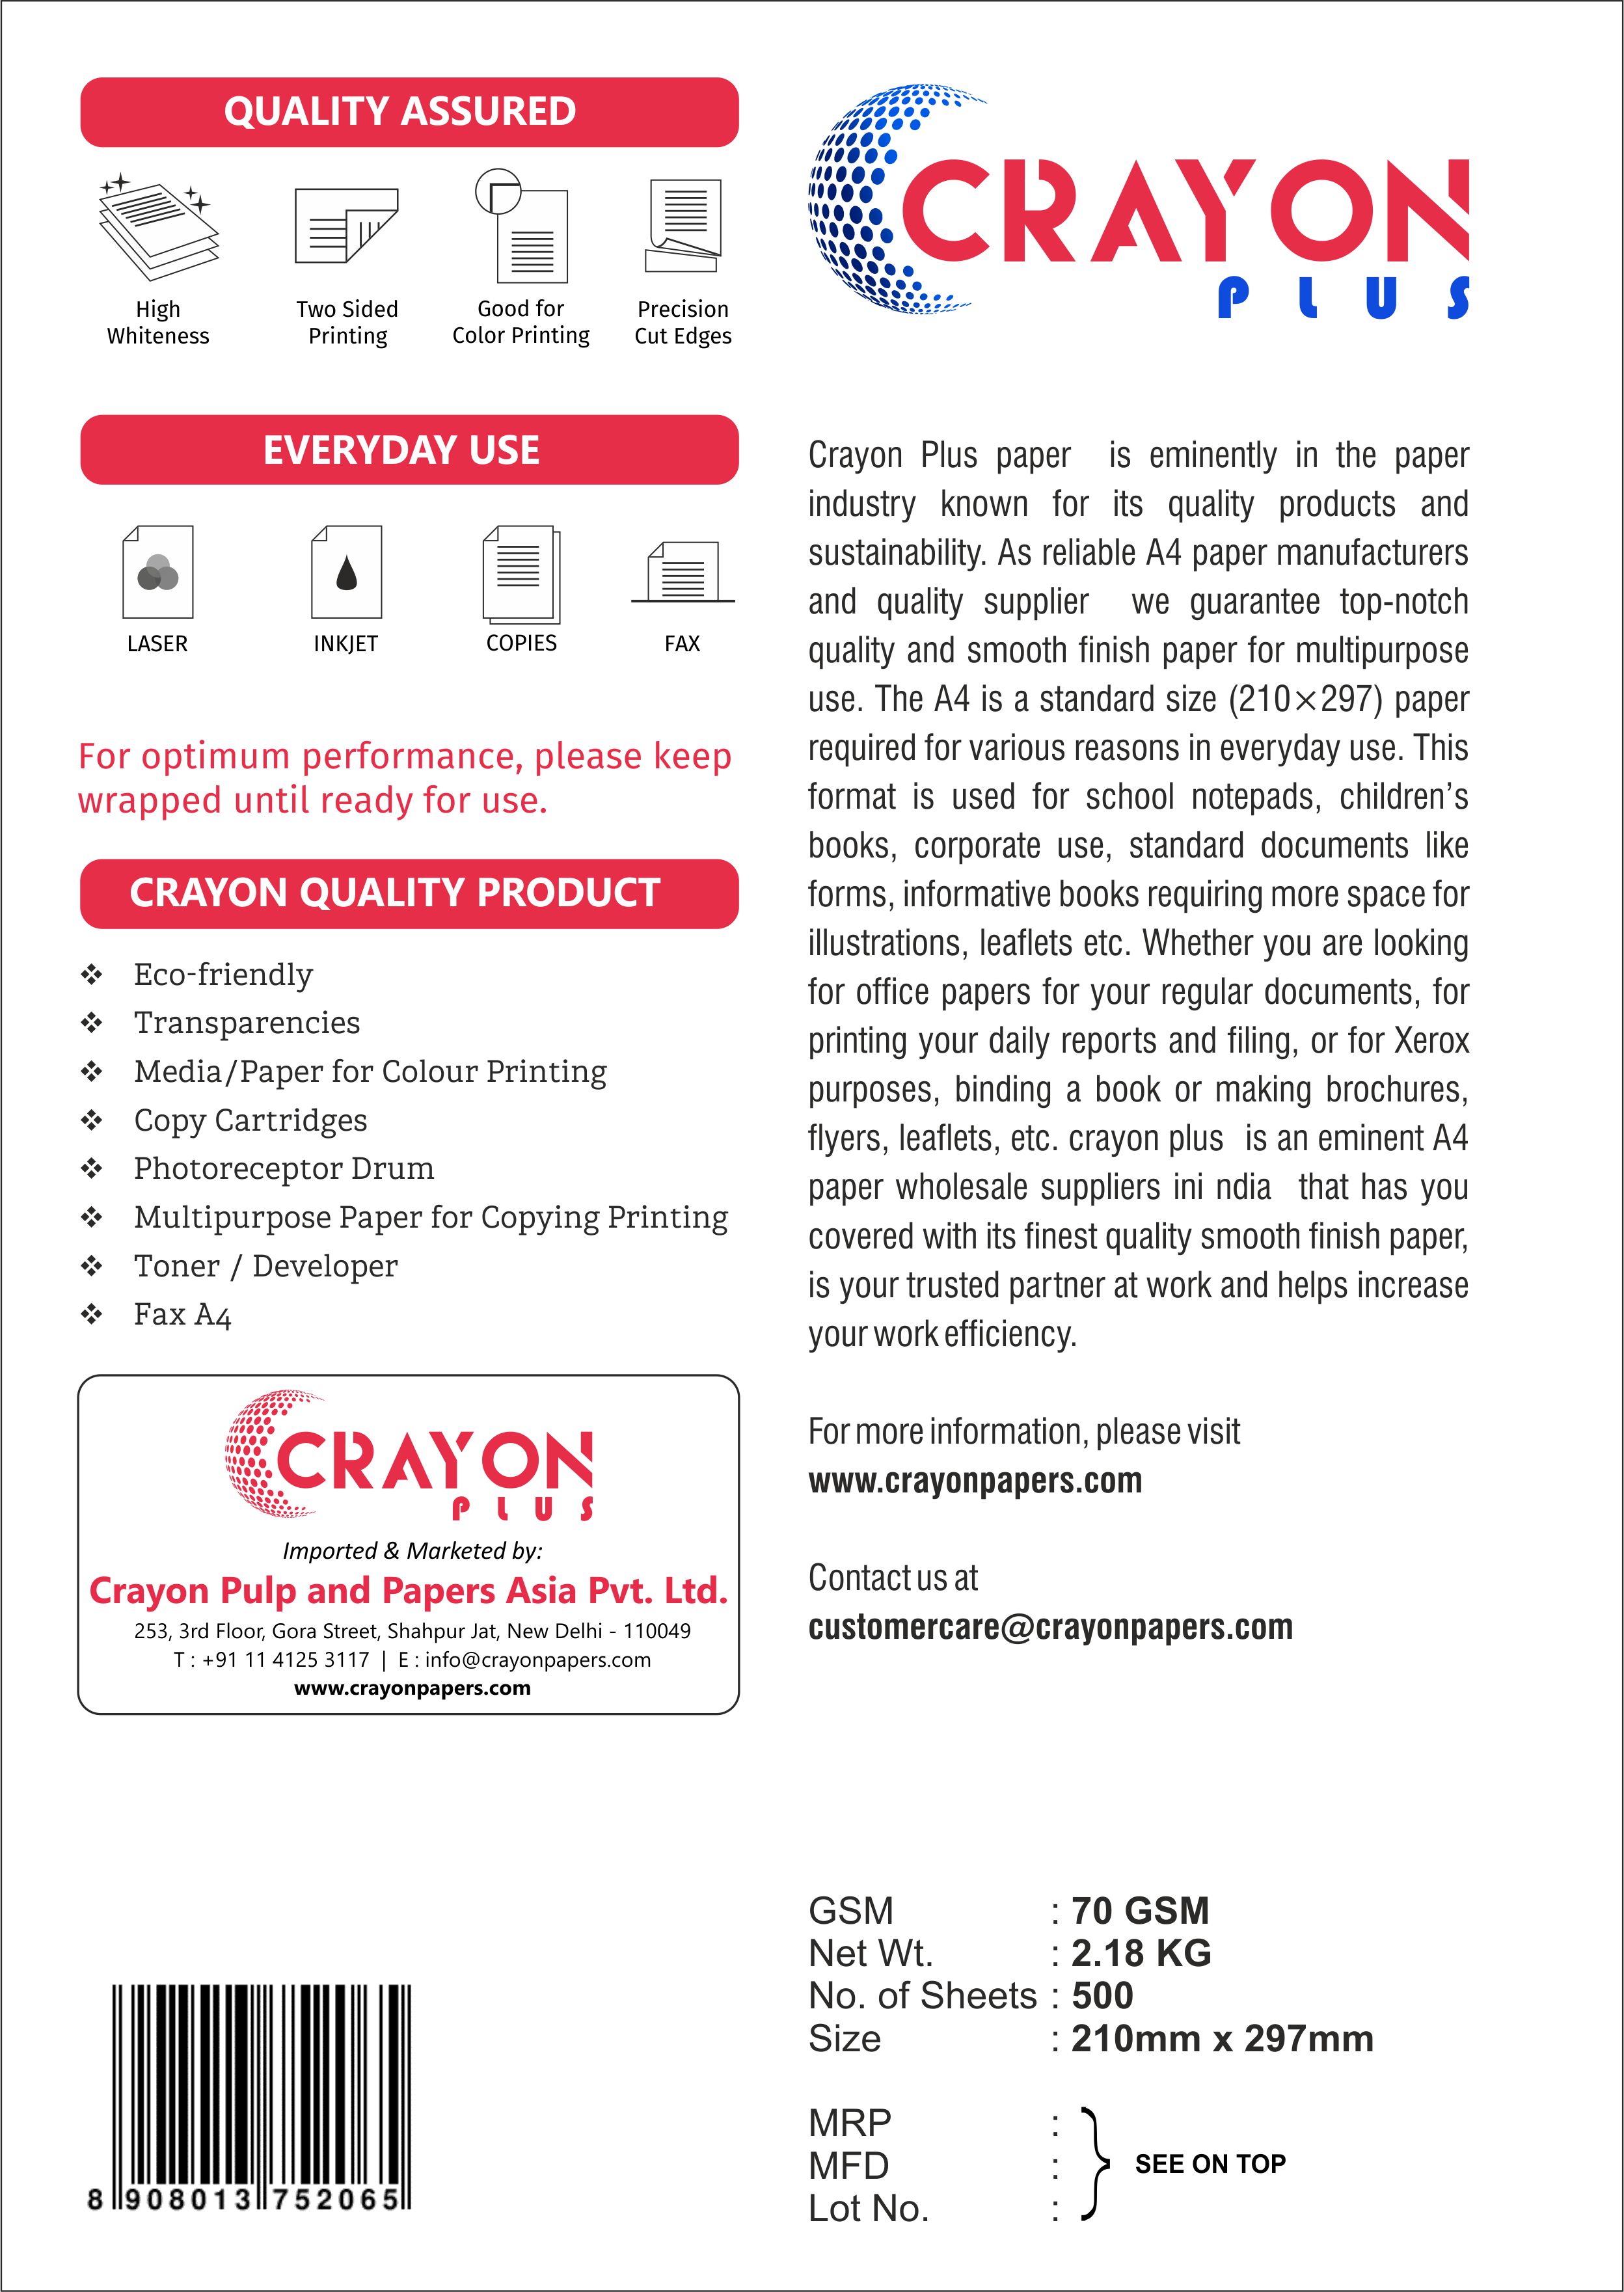 QUALITY ASSURED
High
Whiteness
Two Sided
Printing
Good for
Color Printing
Precision
Cut Edges
EVERYDAY USE
LASER
INKJET
COPIES
FAX
For optimum performance, please keep
wrapped until ready for use.
CRAYON QUALITY PRODUCT
❖ Eco-friendly
❖ Transparencies
❖ Media/Paper for Colour Printing
❖ Copy Cartridges
❖ Photoreceptor Drum
❖ Multipurpose Paper for Copying Printing
❖ Toner / Developer
❖ Fax A4
CRAYON
PLUS
Imported & Marketed by:
Crayon Pulp and Papers Asia Pvt. Ltd.
253, 3rd Floor, Gora Street, Shahpur Jat, New Delhi - 110049
T : +91 11 4125 3117 | E : info@crayonpapers.com
www.crayonpapers.com
8 908013 752065
CRAYON
PLUS
Crayon Plus paper is eminently in the paper
industry known for its quality products and
sustainability. As reliable A4 paper manufacturers
and quality supplier we guarantee top-notch
quality and smooth finish paper for multipurpose
use. The A4 is a standard size (210×297) paper
required for various reasons in everyday use. This
format is used for school notepads, children’s
books, corporate use, standard documents like
forms, informative books requiring more space for
illustrations, leaflets etc. Whether you are looking
for office papers for your regular documents, for
printing your daily reports and filing, or for Xerox
purposes, binding a book or making brochures,
flyers, leaflets, etc. crayon plus is an eminent A4
paper wholesale suppliers ini ndia that has you
covered with its finest quality smooth finish paper,
is your trusted partner at work and helps increase
your work efficiency.
For more information, please visit
www.crayonpapers.com
Contact us at
customercare@crayonpapers.com
GSM : 70 GSM
Net Wt. : 2.18 KG
No. of Sheets : 500
Size : 210mm x 297mm
MRP :
MFD : SEE ON TOP
Lot No. :